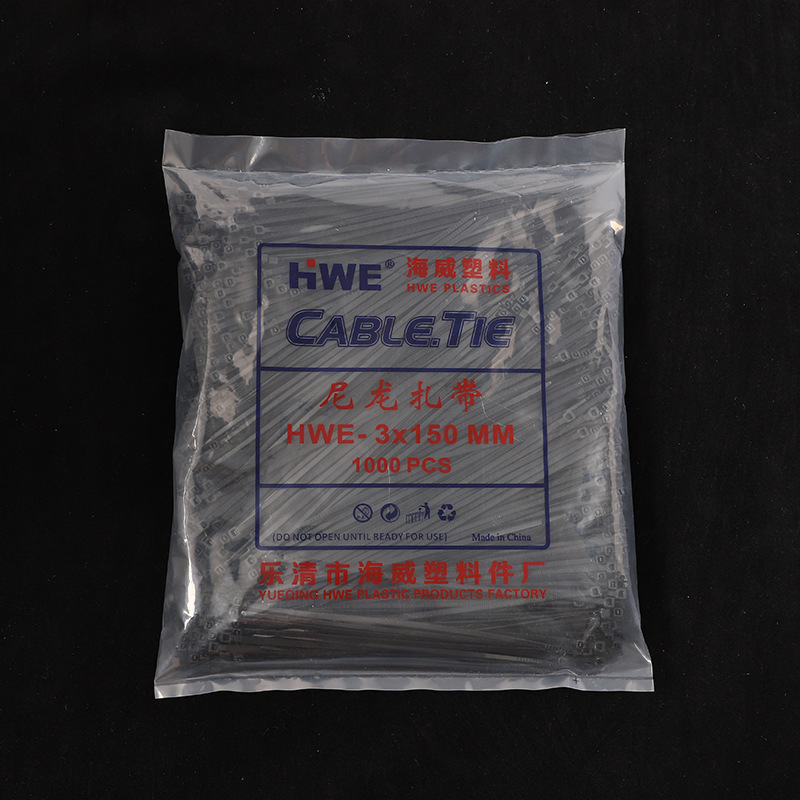 HWE® 海威塑料
HWE PLASTICS
CABLE.TIE
尼龙扎带
HWE- 3x150 MM
1000 PCS
(DO NOT OPEN UNTIL READY FOR USE) Made in China
乐清市海威塑料件厂
YUEQING HWE PLASTIC PRODUCTS FACTORY